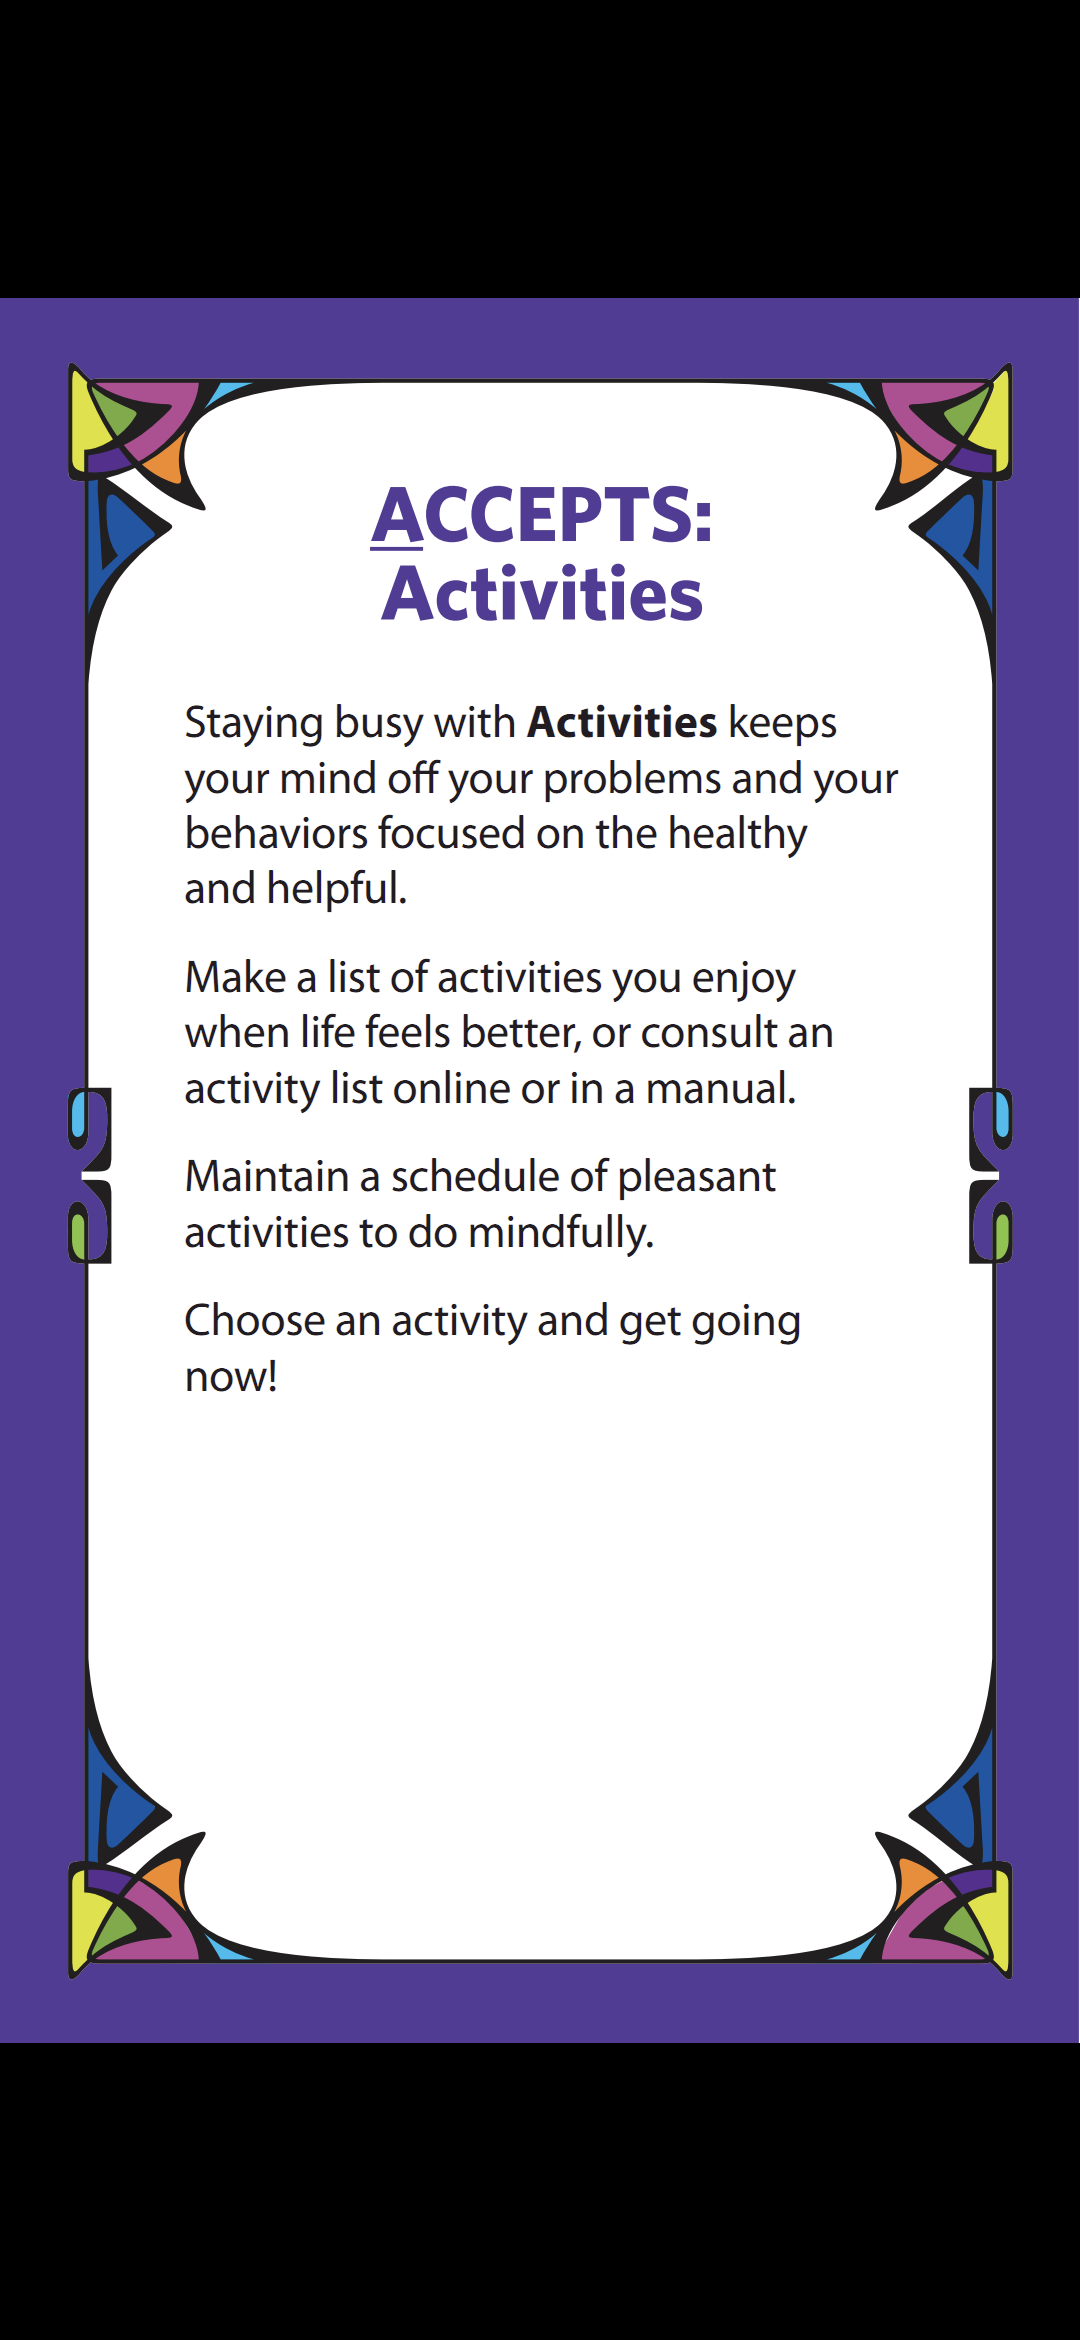 ACCEPTS:
Activities
Staying busy with Activities keeps
your mind off your problems and your
behaviors focused on the healthy
and helpful.
Make a list of activities you enjoy
when life feels better, or consult an
activity list online or in a manual.
Maintain a schedule of pleasant
activities to do mindfully.
Choose an activity and get going
now!